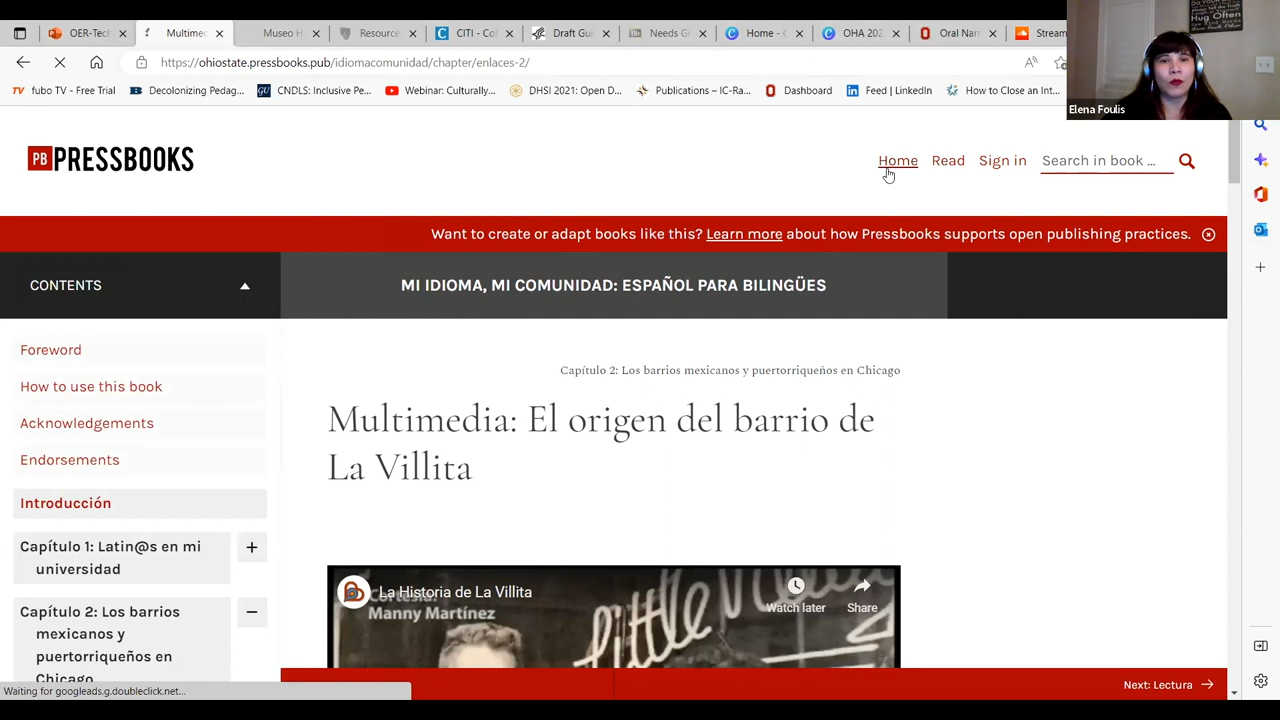 OER-Tech
Multimec
Museo H
Resource
CITI - Col
Draft Gui
Needs G
Home - C
OHA 202
Oral Nar
Stream
https://ohiostate.pressbooks.pub/idiomacomunidad/chapter/enlaces-2/
fubo TV - Free Trial
Decolonizing Pedag...
CNDLS: Inclusive Pe...
Webinar: Culturally...
DHSI 2021: Open D...
Publications – IC-Ra...
Dashboard
Feed | LinkedIn
How to Close an Int...
Hug Often
Elena Foulis
PB PRESSBOOKS
Home
Read
Sign in
Search in book ...
Want to create or adapt books like this? Learn more about how Pressbooks supports open publishing practices.
CONTENTS
MI IDIOMA, MI COMUNIDAD: ESPAÑOL PARA BILINGÜES
Foreword
How to use this book
Acknowledgements
Endorsements
Introducción
Capítulo 1: Latin@s en mi
universidad
Capítulo 2: Los barrios
mexicanos y
puertorriqueños en
Chicago
Capítulo 2: Los barrios mexicanos y puertorriqueños en Chicago
Multimedia: El origen del barrio de
La Villita
La Historia de La Villita
Cortesía:
Manny Martínez
Watch later
Share
Little
Next: Lectura
Waiting for googleads.g.doubleclick.net...